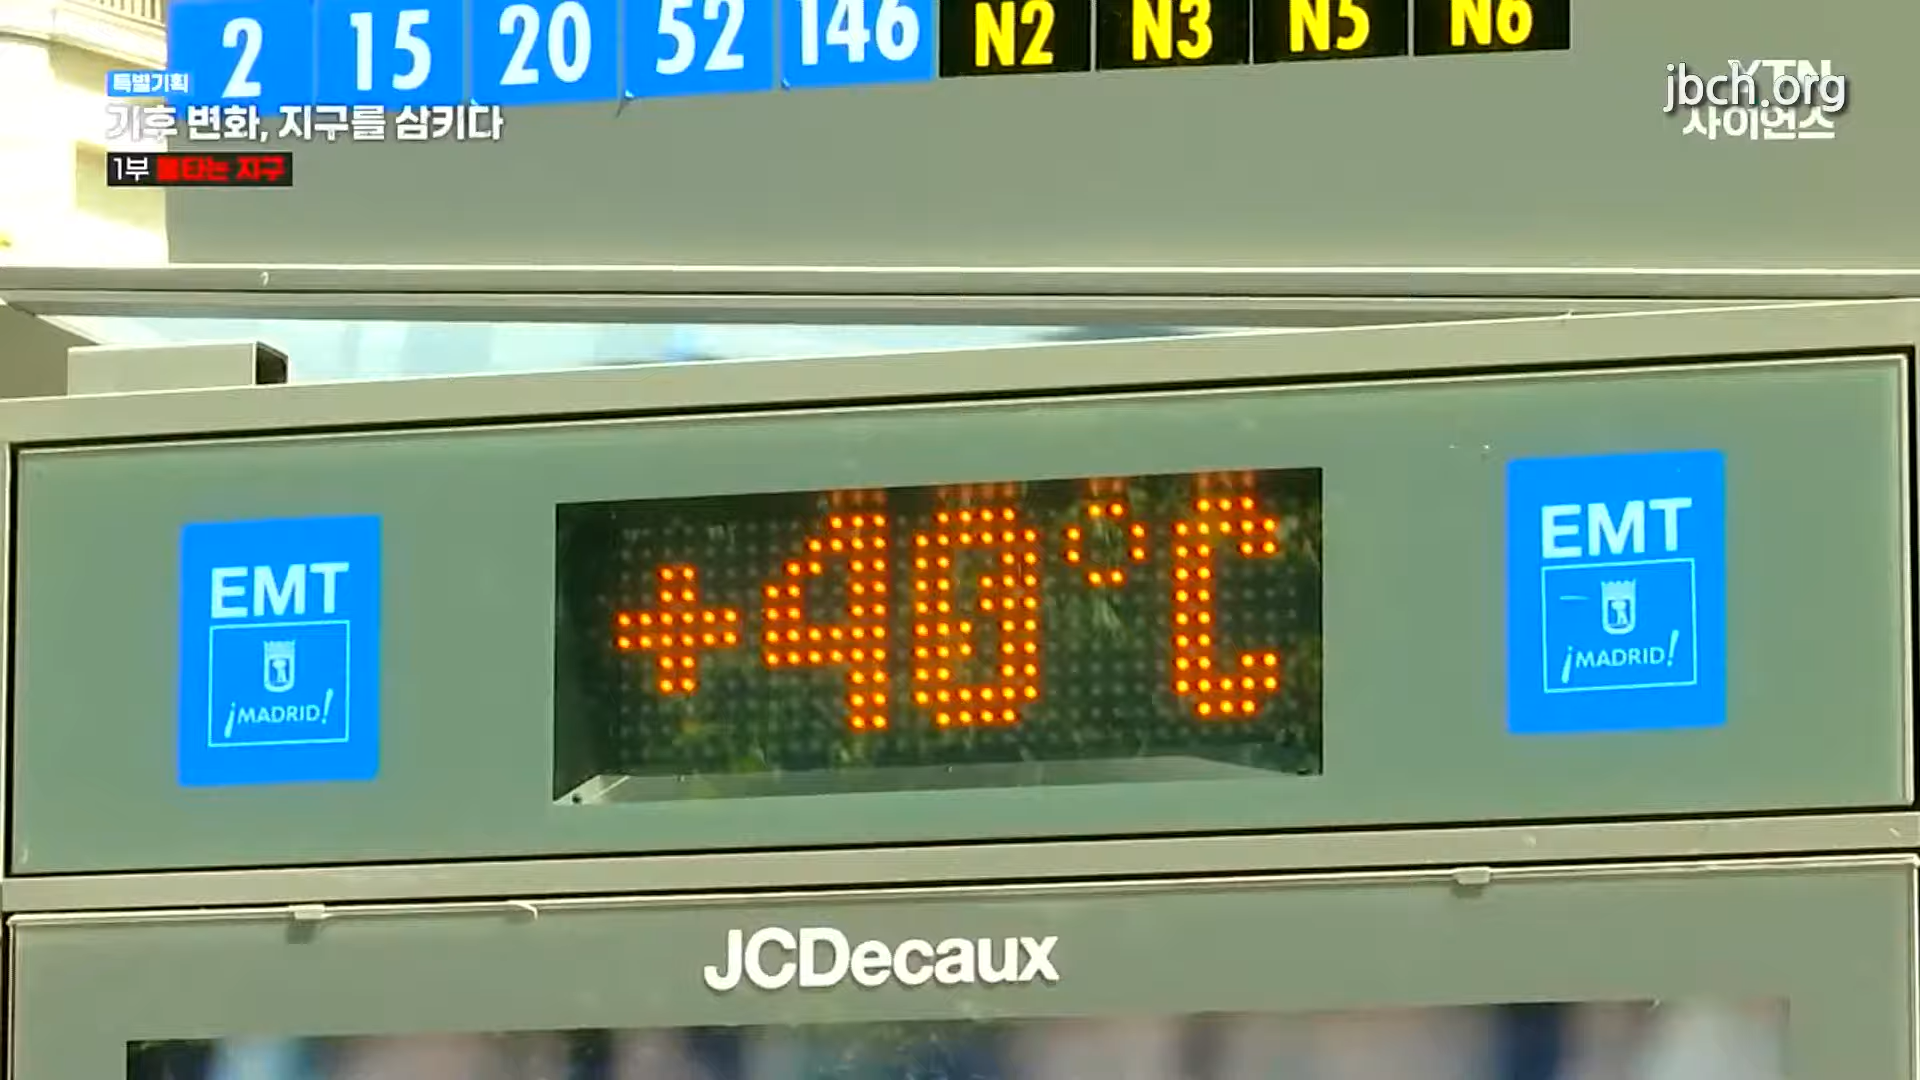 2 15 20 52 146 N2 N3 N5 N6
특별기획
기후 변화, 지구를 삼키다
1부 불타는 지구
YTN
사이언스
jbch.org
+40°C
EMT
¡MADRID!
EMT
¡MADRID!
JCDecaux